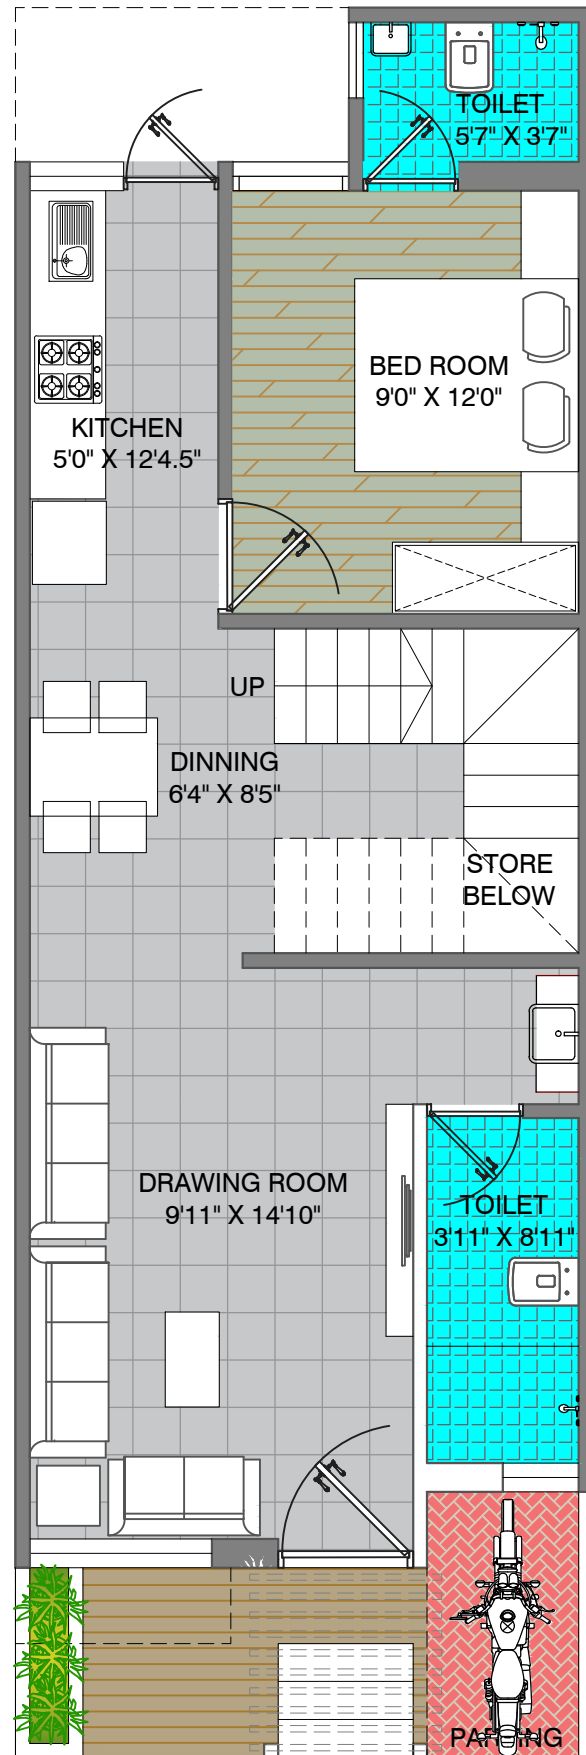 TOILET
5'7" X 3'7"
BED ROOM
9'0" X 12'0"
KITCHEN
5'0" X 12'4.5"
UP
DINNING
6'4" X 8'5"
STORE
BELOW
DRAWING ROOM
9'11" X 14'10"
TOILET
3'11" X 8'11"
PARKING